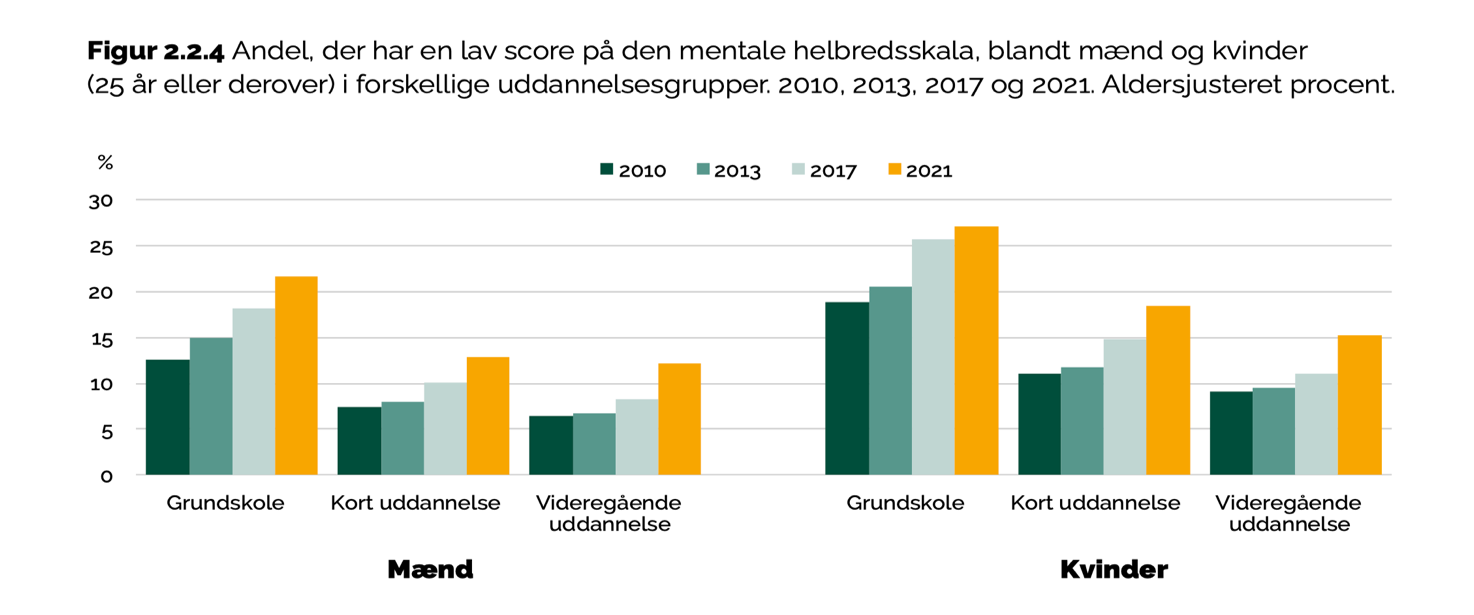 Figur 2.2.4 Andel, der har en lav score på den mentale helbredsskala, blandt mænd og kvinder
(25 år eller derover) i forskellige uddannelsesgrupper. 2010, 2013, 2017 og 2021. Aldersjusteret procent.
%
2010 2013 2017 2021
30
25
20
15
10
5
0
Grundskole Kort uddannelse Videregående uddannelse Grundskole Kort uddannelse Videregående uddannelse
Mænd Kvinder